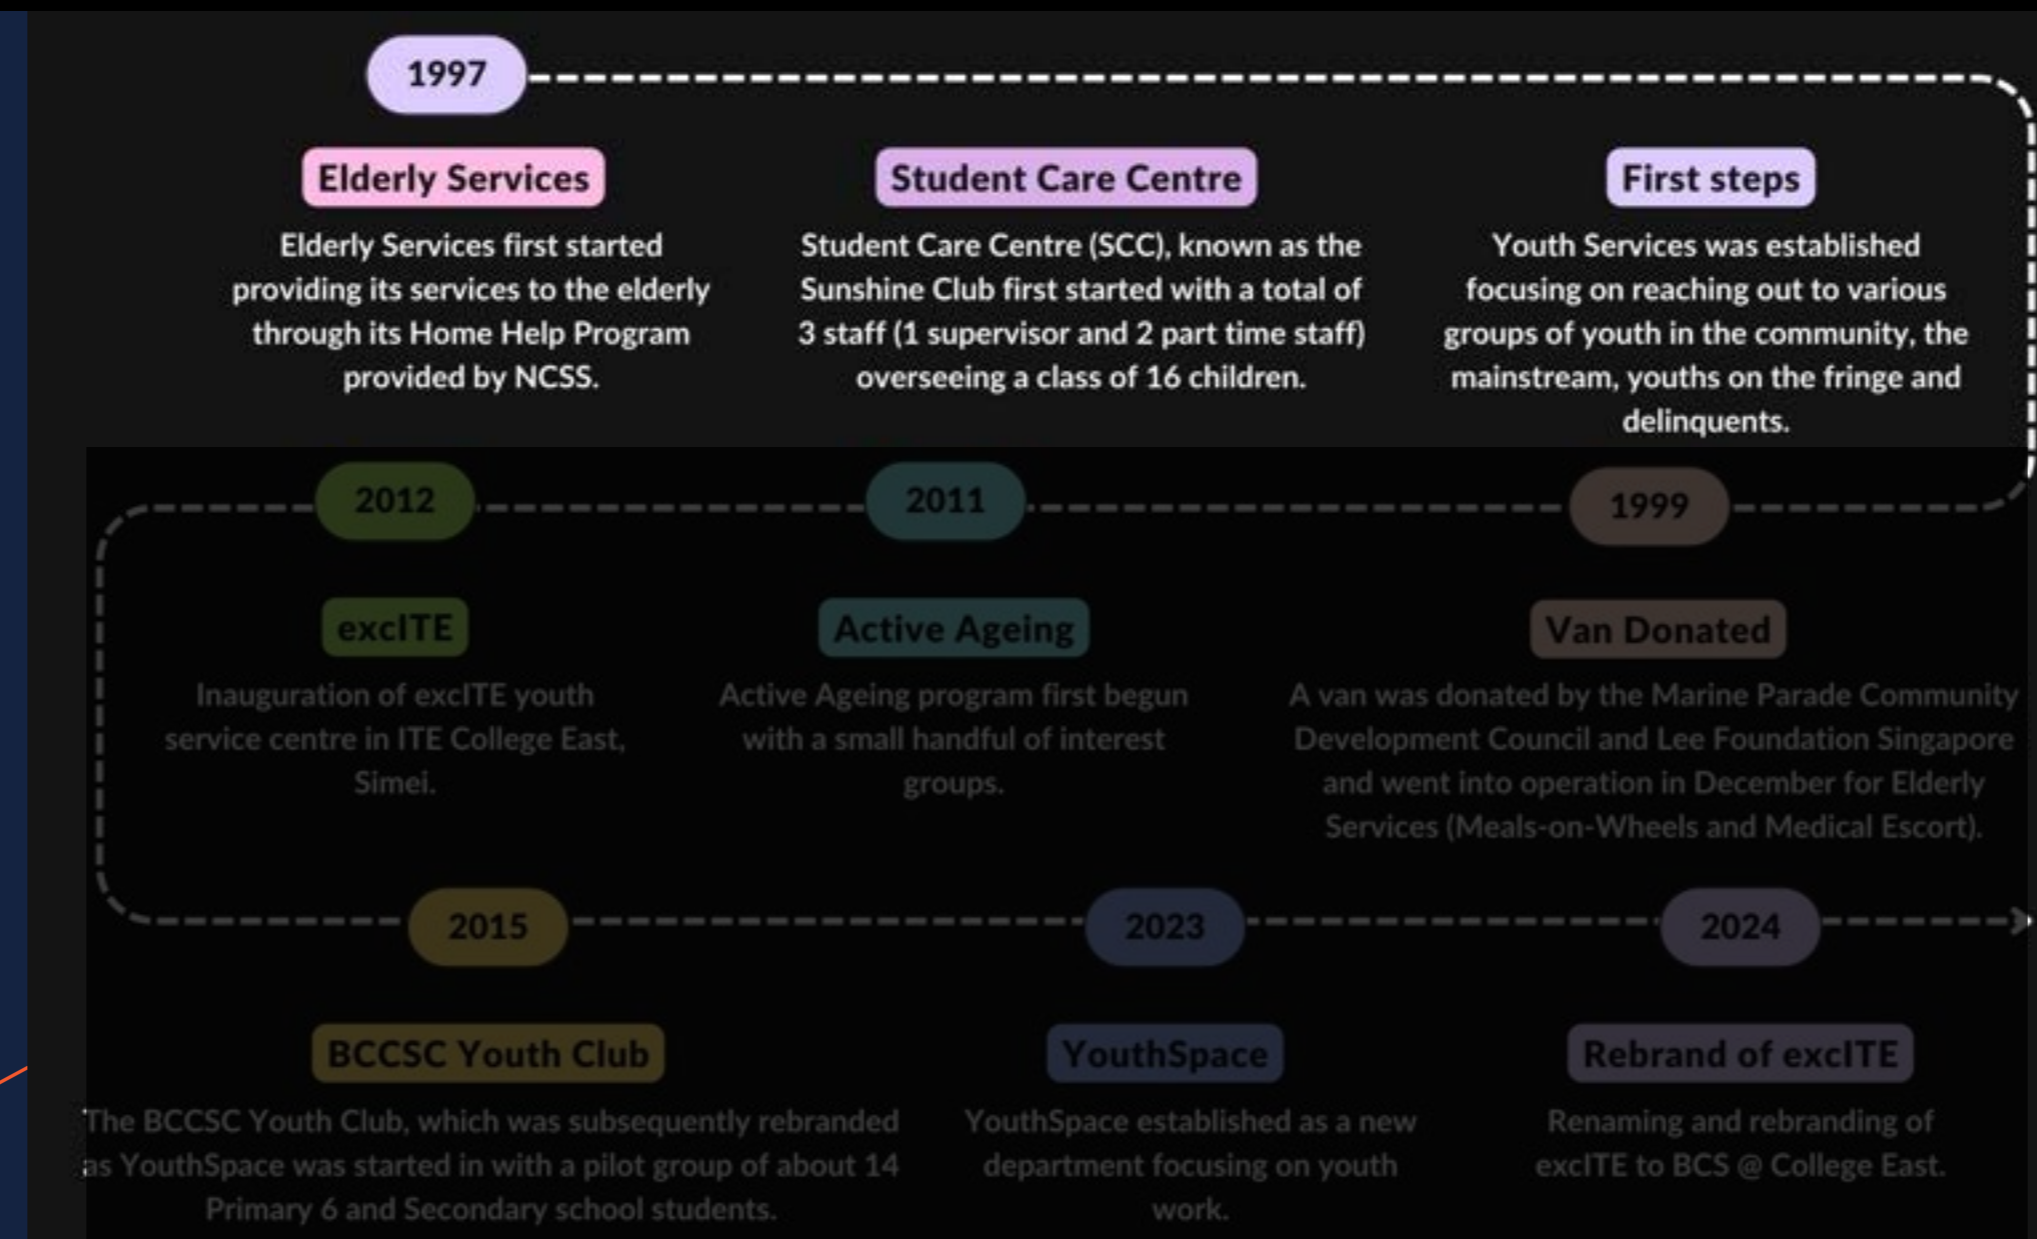 1997
Elderly Services
Elderly Services first started
providing its services to the elderly
through its Home Help Program
provided by NCSS.
Student Care Centre
Student Care Centre (SCC), known as the
Sunshine Club first started with a total of
3 staff (1 supervisor and 2 part time staff)
overseeing a class of 16 children.
First steps
Youth Services was established
focusing on reaching out to various
groups of youth in the community, the
mainstream, youths on the fringe and
delinquents.
1999
Van Donated
A van was donated by the Marine Parade Community
Development Council and Lee Foundation Singapore
and went into operation in December for Elderly
Services (Meals-on-Wheels and Medical Escort).
2011
Active Ageing
Active Ageing program first begun
with a small handful of interest
groups.
2012
excITE
Inauguration of excITE youth
service centre in ITE College East,
Simei.
2015
BCCSC Youth Club
The BCCSC Youth Club, which was subsequently rebranded
as YouthSpace was started in with a pilot group of about 14
Primary 6 and Secondary school students.
2023
YouthSpace
YouthSpace established as a new
department focusing on youth
work.
2024
Rebrand of excITE
Renaming and rebranding of
excITE to BCS @ College East.